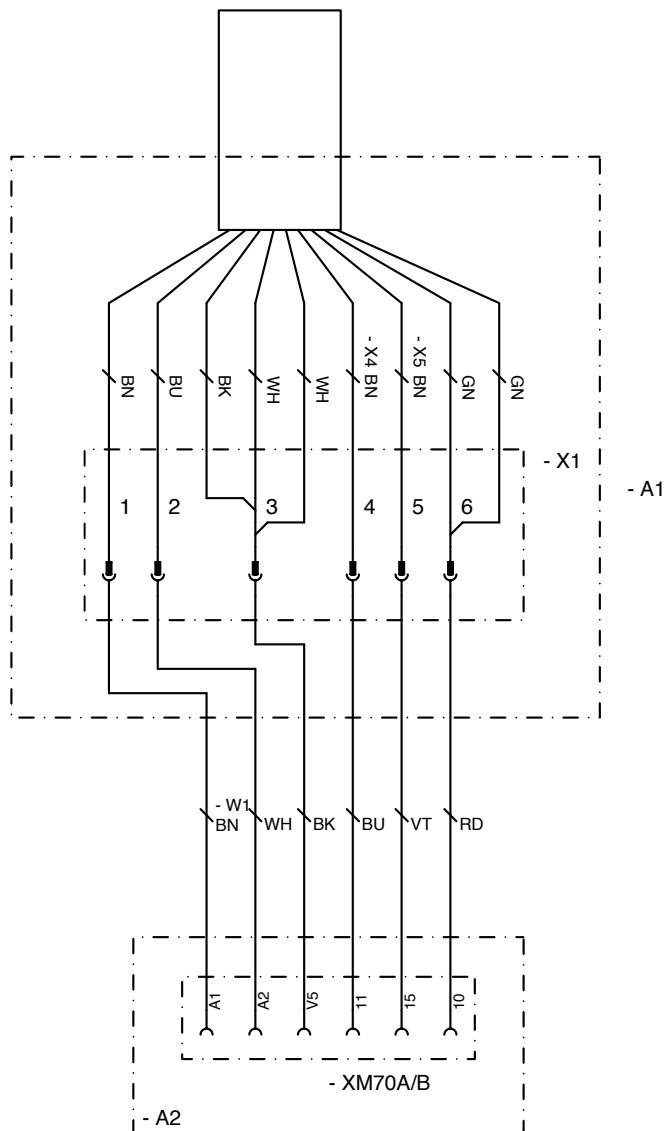 BN
BU
BK
WH
WH
- X4 BN
- X5 BN
GN
GN
- X1
1
2
3
4
5
6
- A1
- W1
BN
WH
BK
BU
VT
RD
A1
A2
V5
11
15
10
- XM70A/B
- A2